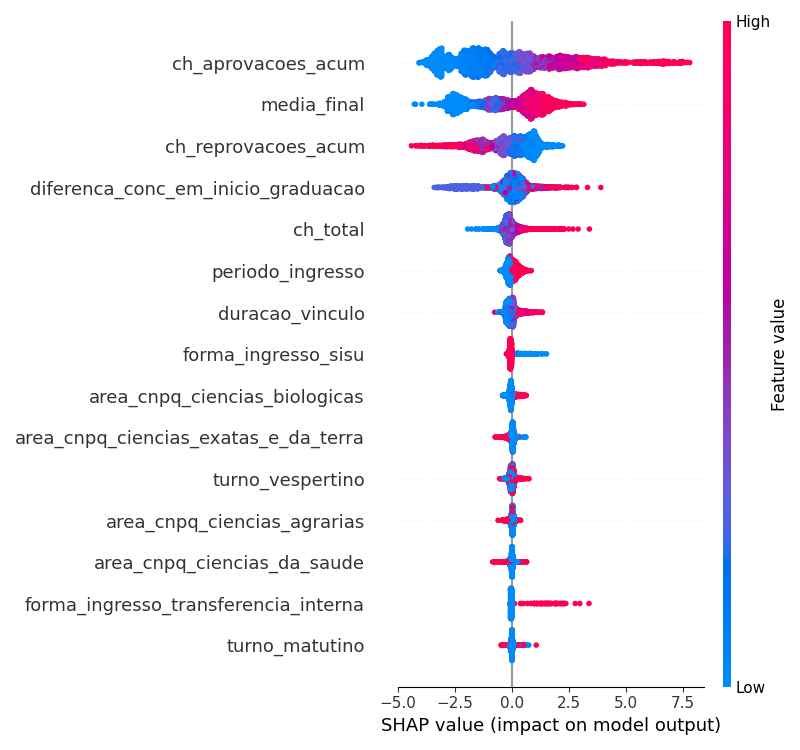 High
ch_aprovacoes_acum
media_final
ch_reprovacoes_acum
diferenca_conc_em_inicio_graduacao
ch_total
periodo_ingresso
duracao_vinculo
forma_ingresso_sisu
area_cnpq_ciencias_biologicas
area_cnpq_ciencias_exatas_e_da_terra
turno_vespertino
area_cnpq_ciencias_agrarias
area_cnpq_ciencias_da_saude
forma_ingresso_transferencia_interna
turno_matutino
Feature value
Low
−5.0 −2.5 0.0 2.5 5.0 7.5
SHAP value (impact on model output)